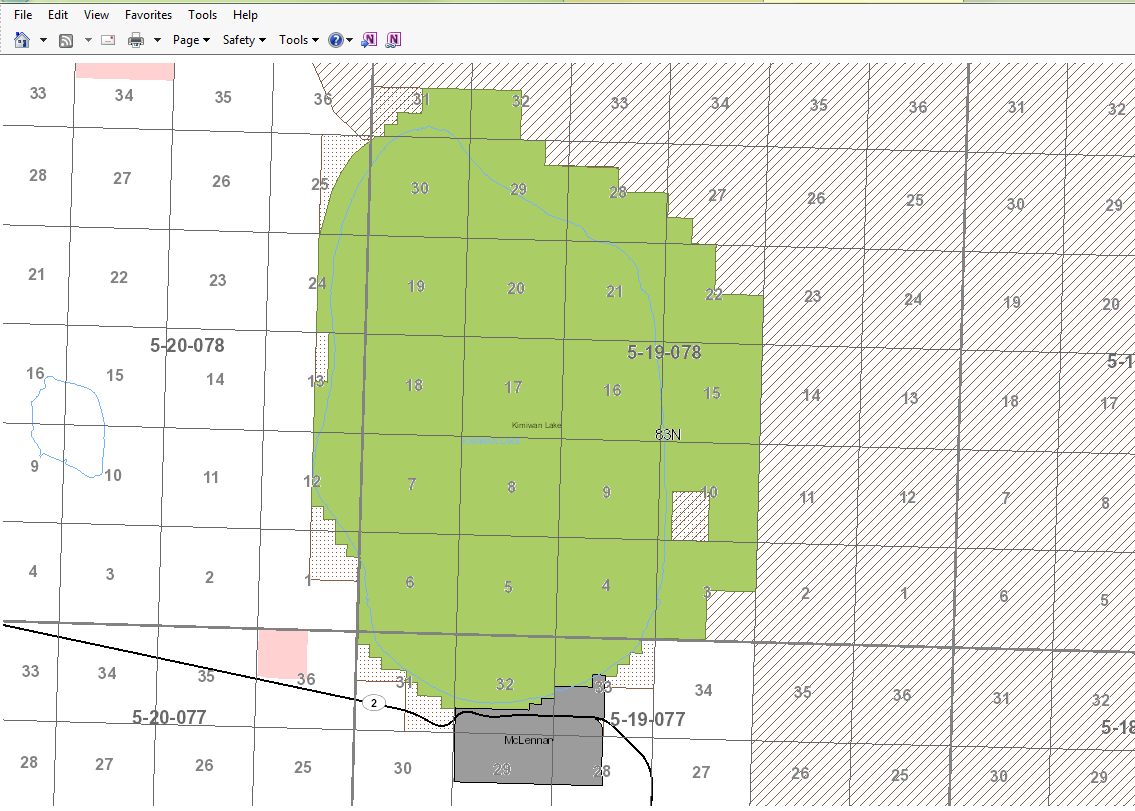 File Edit View Favorites Tools Help
Page Safety Tools ?
33 34 35 36 31 32 33 34 35 36 31 32
28 27 26 25 30 29 28 27 26 25 30 29
21 22 23 24 19 20 21 22 23 24 19 20
5-20-078 5-19-078 5-1
16 15 14 13 18 17 16 15 14 13 18 17
Kimiwan Lake
83N
9 10 11 12 7 8 9 10 11 12 7 8
4 3 2 1 6 5 4 3 2 1 6 5
33 34 35 36 31 32 33 34 35 36 31 32
2
5-20-077 5-19-077 5-18
McLennan
28 27 26 25 30 29 28 27 26 25 30 29